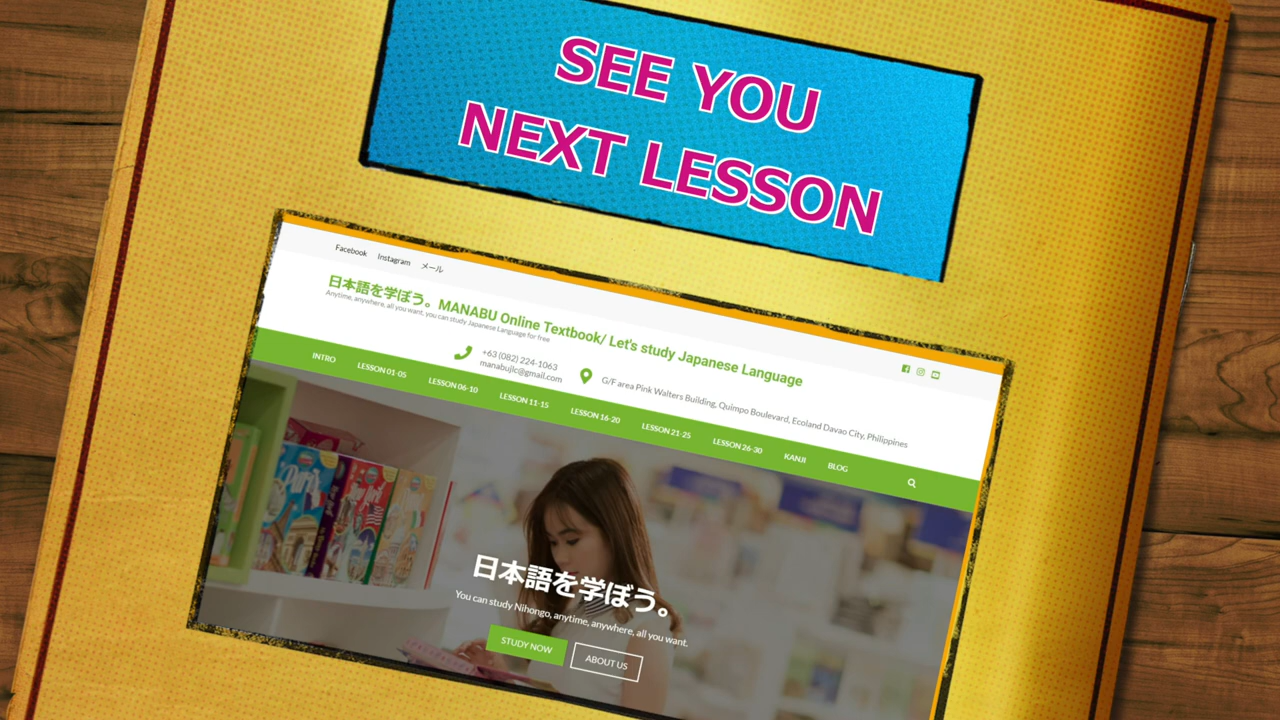 SEE YOU
NEXT LESSON
Facebook Instagram メール
日本語を学ぼう。MANABU Online Textbook/ Let's study Japanese Language
Anytime, anywhere, all you want, you can study Japanese Language for free
+63 (082) 224-1063
manabujlc@gmail.com
G/F area Pink Walters Building, Quimpo Boulevard, Ecoland Davao City, Philippines
INTRO LESSON 01-05 LESSON 06-10 LESSON 11-15 LESSON 16-20 LESSON 21-25 LESSON 26-30 KANJI BLOG
日本語を学ぼう。
You can study Nihongo, anytime, anywhere, all you want.
STUDY NOW ABOUT US